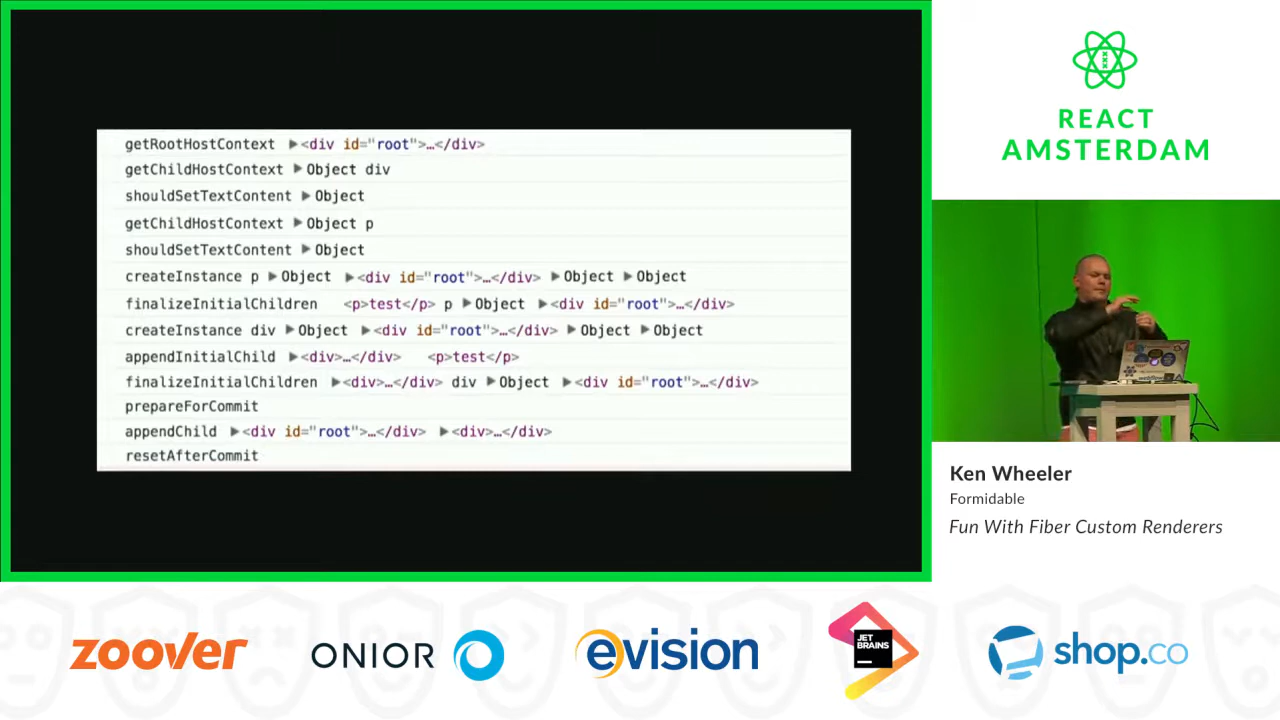 getRootHostContext ▶<div id="root">…</div>
getChildHostContext ▶Object div
shouldSetTextContent ▶Object
getChildHostContext ▶Object p
shouldSetTextContent ▶Object
createInstance p ▶Object ▶<div id="root">…</div> ▶Object ▶Object
finalizeInitialChildren <p>test</p> p ▶Object ▶<div id="root">…</div>
createInstance div ▶Object ▶<div id="root">…</div> ▶Object ▶Object
appendInitialChild ▶<div>…</div> <p>test</p>
finalizeInitialChildren ▶<div>…</div> div ▶Object ▶<div id="root">…</div>
prepareForCommit
appendChild ▶<div id="root">…</div> ▶<div>…</div>
resetAfterCommit
REACT
AMSTERDAM
Ken Wheeler
Formidable
Fun With Fiber Custom Renderers
zoover
ONIOR
evision
JET
BRAINS
shop.co